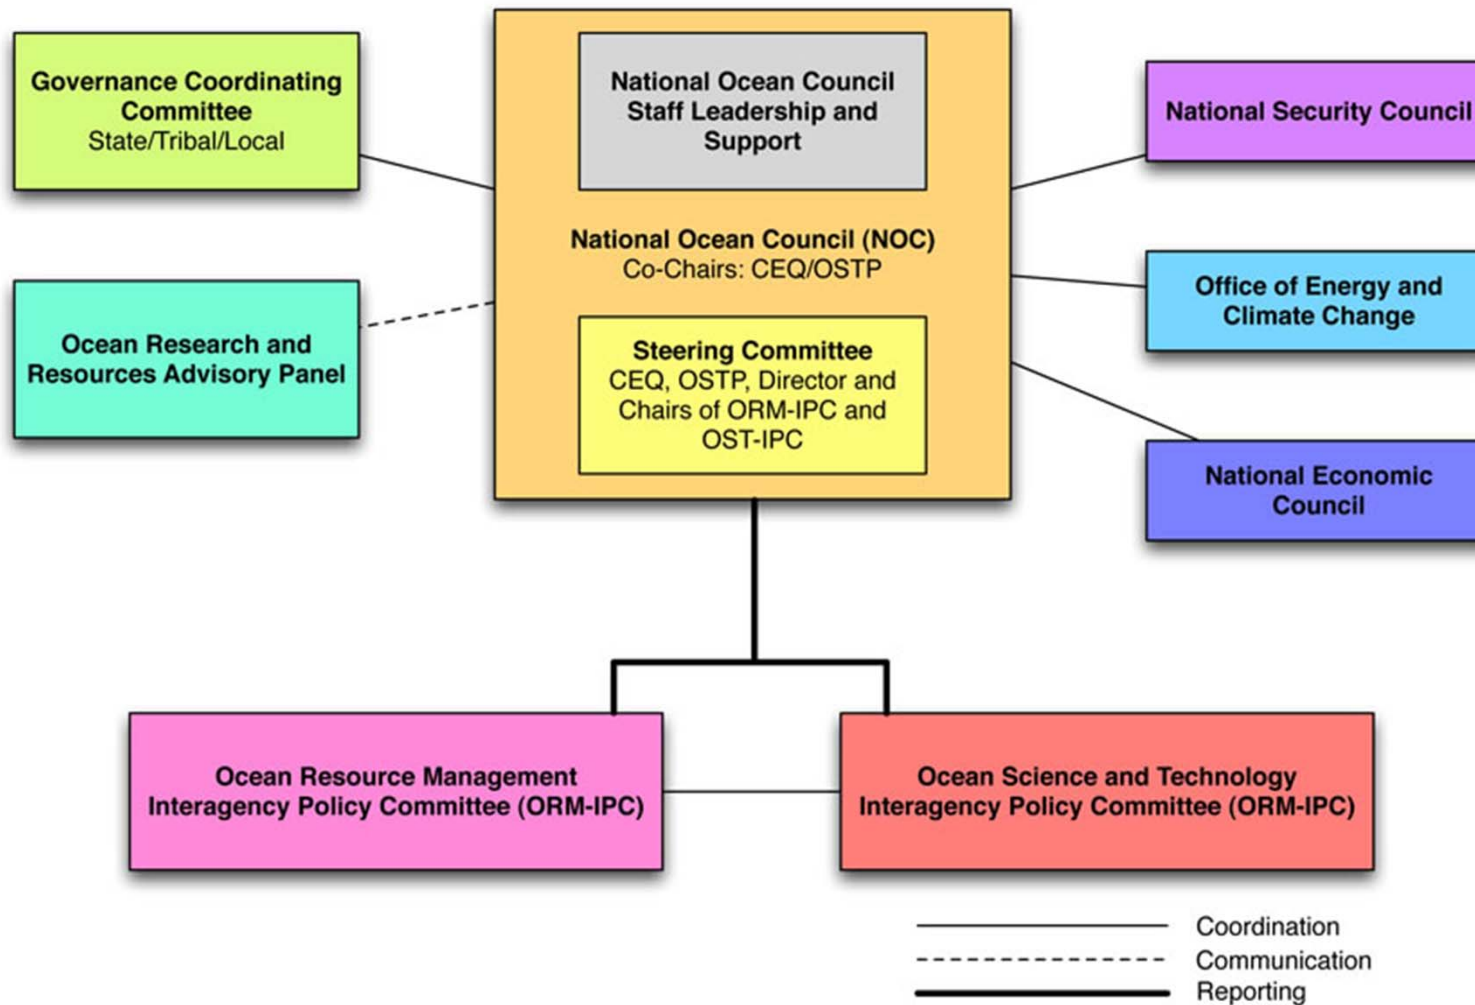 Governance Coordinating
Committee
State/Tribal/Local
National Ocean Council
Staff Leadership and
Support
National Security Council
National Ocean Council (NOC)
Co-Chairs: CEQ/OSTP
Office of Energy and
Climate Change
Ocean Research and
Resources Advisory Panel
Steering Committee
CEQ, OSTP, Director and
Chairs of ORM-IPC and
OST-IPC
National Economic
Council
Ocean Resource Management
Interagency Policy Committee (ORM-IPC)
Ocean Science and Technology
Interagency Policy Committee (ORM-IPC)
Coordination
Communication
Reporting